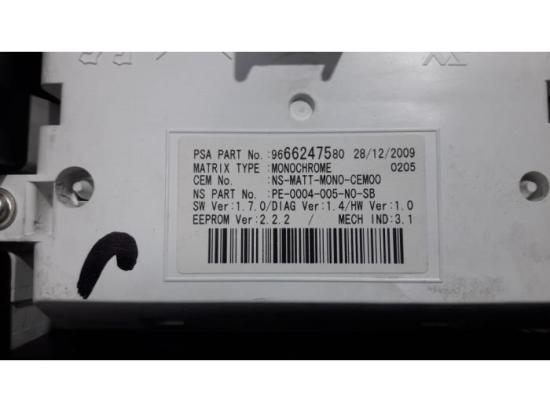 PSA PART No.:9666247580 28/12/2009
MATRIX TYPE :MONOCHROME 0205
CEM No. :NS-MATT-MONO-CEM00
NS PART No. :PE-0004-005-NO-SB
SW Ver:1.7.0/DIAG Ver:1.4/HW Ver:1.0
EEPROM Ver:2.2.2 / MECH IND:3.1